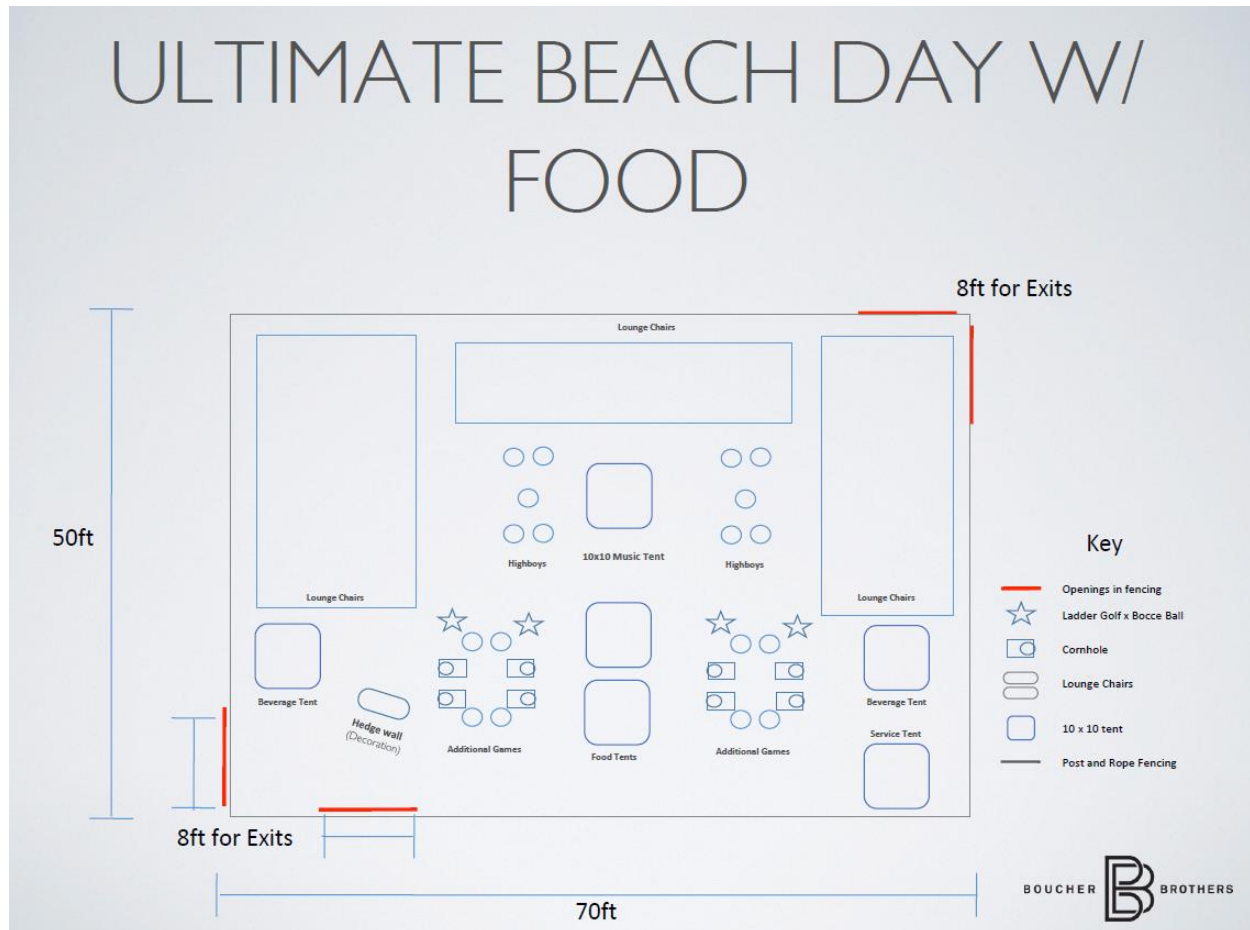 ULTIMATE BEACH DAY W/
FOOD
8ft for Exits
Lounge Chairs
50ft
Highboys
10x10 Music Tent
Highboys
Lounge Chairs
Lounge Chairs
Beverage Tent
Hedge wall
(Decoration)
Additional Games
Food Tents
Additional Games
Beverage Tent
Service Tent
8ft for Exits
70ft
Key
Openings in fencing
Ladder Golf x Bocce Ball
Cornhole
Lounge Chairs
10 x 10 tent
Post and Rope Fencing
BOUCHER B BROTHERS